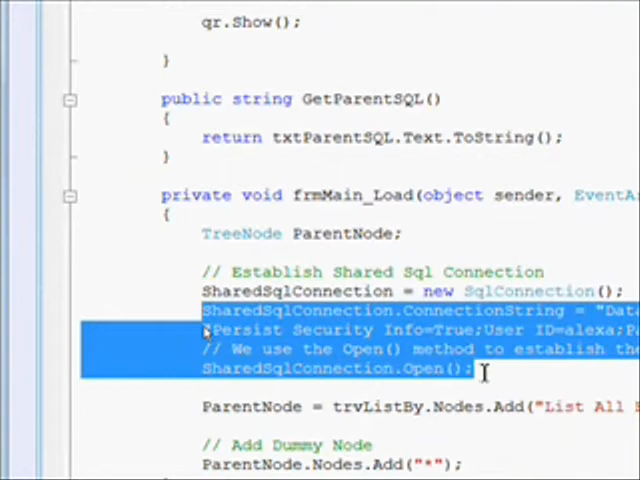 qr.Show();
}
public string GetParentSQL()
{
return txtParentSQL.Text.ToString();
}
private void frmMain_Load(object sender, EventAr
{
TreeNode ParentNode;
// Establish Shared Sql Connection
SharedSqlConnection = new SqlConnection();
SharedSqlConnection.ConnectionString = "Data
"Persist Security Info=True;User ID=alexa;Pa
// We use the Open() method to establish the
SharedSqlConnection.Open();
ParentNode = trvListBy.Nodes.Add("List All
// Add Dummy Node
ParentNode.Nodes.Add("*");